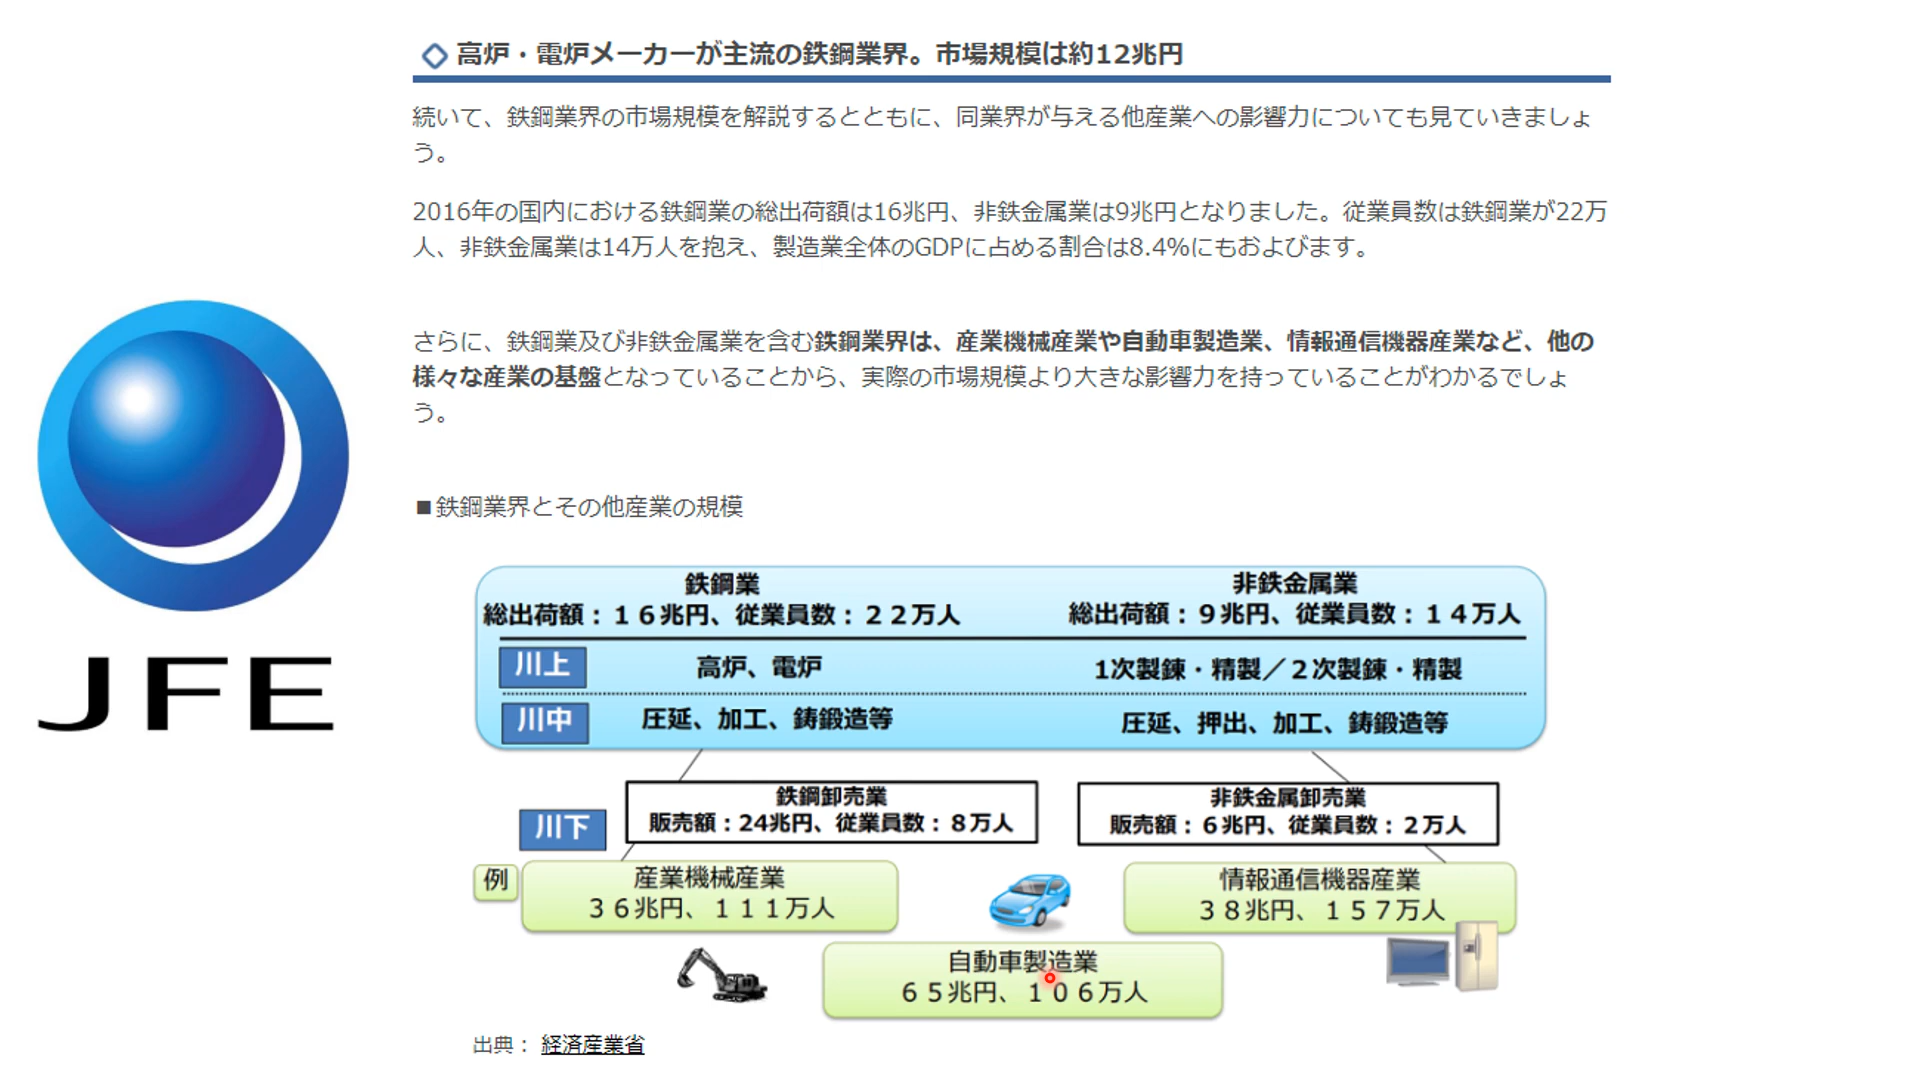 高炉・電炉メーカーが主流の鉄鋼業界。市場規模は約12兆円
続いて、鉄鋼業界の市場規模を解説するとともに、同業界が与える他産業への影響力についても見ていきましょ
う。
2016年の国内における鉄鋼業の総出荷額は16兆円、非鉄金属業は9兆円となりました。従業員数は鉄鋼業が22万
人、非鉄金属業は14万人を抱え、製造業全体のGDPに占める割合は8.4%にもおよびます。
さらに、鉄鋼業及び非鉄金属業を含む鉄鋼業界は、産業機械産業や自動車製造業、情報通信機器産業など、他の
様々な産業の基盤となっていることから、実際の市場規模より大きな影響力を持っていることがわかるでしょ
う。
JFE
■鉄鋼業界とその他産業の規模
鉄鋼業
総出荷額：１６兆円、従業員数：２２万人
非鉄金属業
総出荷額：９兆円、従業員数：１４万人
川上
高炉、電炉
1次製錬・精製／２次製錬・精製
川中
圧延、加工、鋳鍛造等
圧延、押出、加工、鋳鍛造等
川下
鉄鋼卸売業
販売額：24兆円、従業員数：８万人
非鉄金属卸売業
販売額：６兆円、従業員数：２万人
例
産業機械産業
３６兆円、１１１万人
情報通信機器産業
３８兆円、１５７万人
自動車製造業
６５兆円、１０６万人
出典： 経済産業省